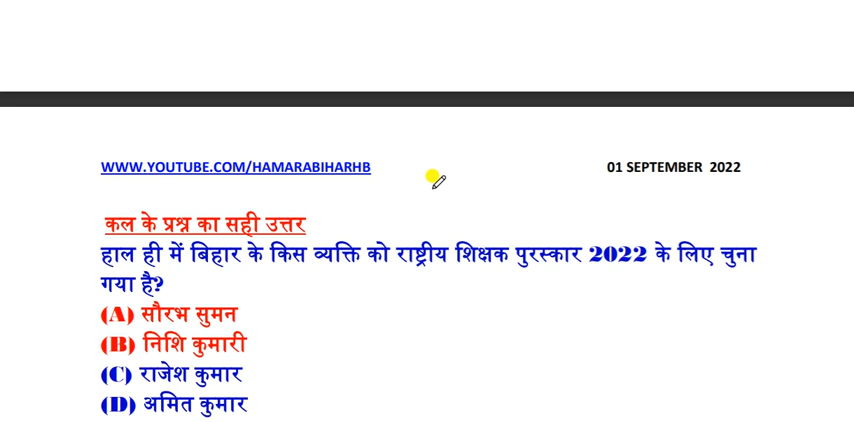 WWW.YOUTUBE.COM/HAMARABIHARHB 01 SEPTEMBER 2022
कल के प्रश्न का सही उत्तर
हाल ही में बिहार के किस व्यक्ति को राष्ट्रीय शिक्षक पुरस्कार 2022 के लिए चुना
गया है?
(A) सौरभ सुमन
(B) निशि कुमारी
(C) राजेश कुमार
(D) अमित कुमार